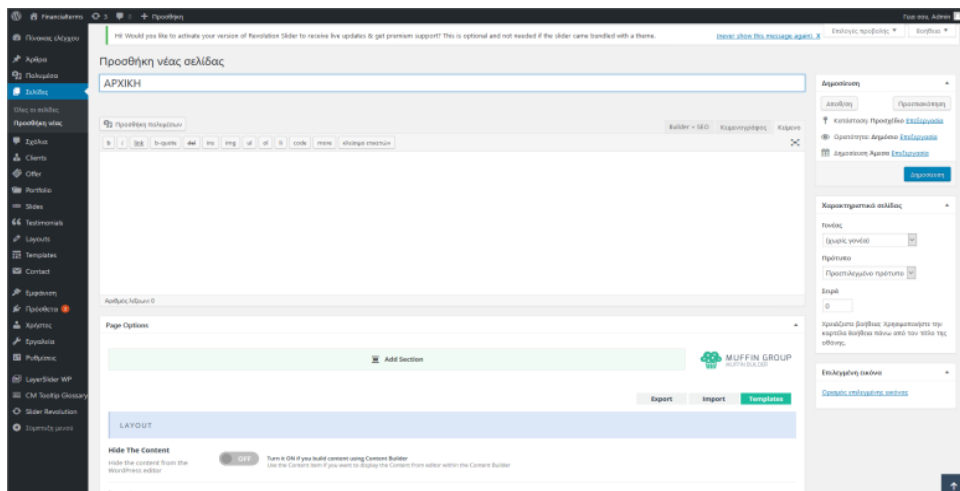 Financialterms 3 0 + Προσθήκη
Γεια σου, Admin
Hi! Would you like to activate your version of Revolution Slider to receive live updates & get premium support? This is optional and not needed if the slider came bundled with a theme.
(never show this message again) X
Επιλογές προβολής ▼
Βοήθεια ▼
Πίνακας ελέγχου
Άρθρα
Πολυμέσα
Σελίδες
Όλες οι σελίδες
Προσθήκη νέας
Σχόλια
Clients
Offer
Portfolio
Slides
Testimonials
Layouts
Templates
Contact
Εμφάνιση
Πρόσθετα
Χρήστες
Εργαλεία
Ρυθμίσεις
LayerSlider WP
CM Tooltip Glossary
Slider Revolution
Σύμπτυξη μενού
Προσθήκη νέας σελίδας
ΑΡΧΙΚΗ
Προσθήκη πολυμέσων
Builder + SEO Κειμενογράφος Κείμενο
b i link b-quote del ins img ul ol li code more κλείσιμο ετικετών
Αριθμός λέξεων: 0
Page Options
Add Section
MUFFIN GROUP
MUFFIN BUILDER
Export Import Templates
LAYOUT
Hide The Content
Hide the content from the
WordPress editor
OFF
Turn it ON if you build content using Content Builder
Use the Content item if you want to display the Content from editor within the Content Builder
Δημοσίευση
Αποθ/ση Προεπισκόπηση
Κατάσταση: Προσχέδιο Επεξεργασία
Ορατότητα: Δημόσιο Επεξεργασία
Δημοσίευση Άμεσα Επεξεργασία
Δημοσίευση
Χαρακτηριστικά σελίδας
Γονέας
(χωρίς γονέα)
Πρότυπο
Προεπιλεγμένο πρότυπο
Σειρά
0
Χρειάζεστε βοήθεια; Χρησιμοποιήστε την
καρτέλα Βοήθεια πάνω από τον τίτλο της
οθόνης.
Επιλεγμένη εικόνα
Ορισμός επιλεγμένης εικόνας